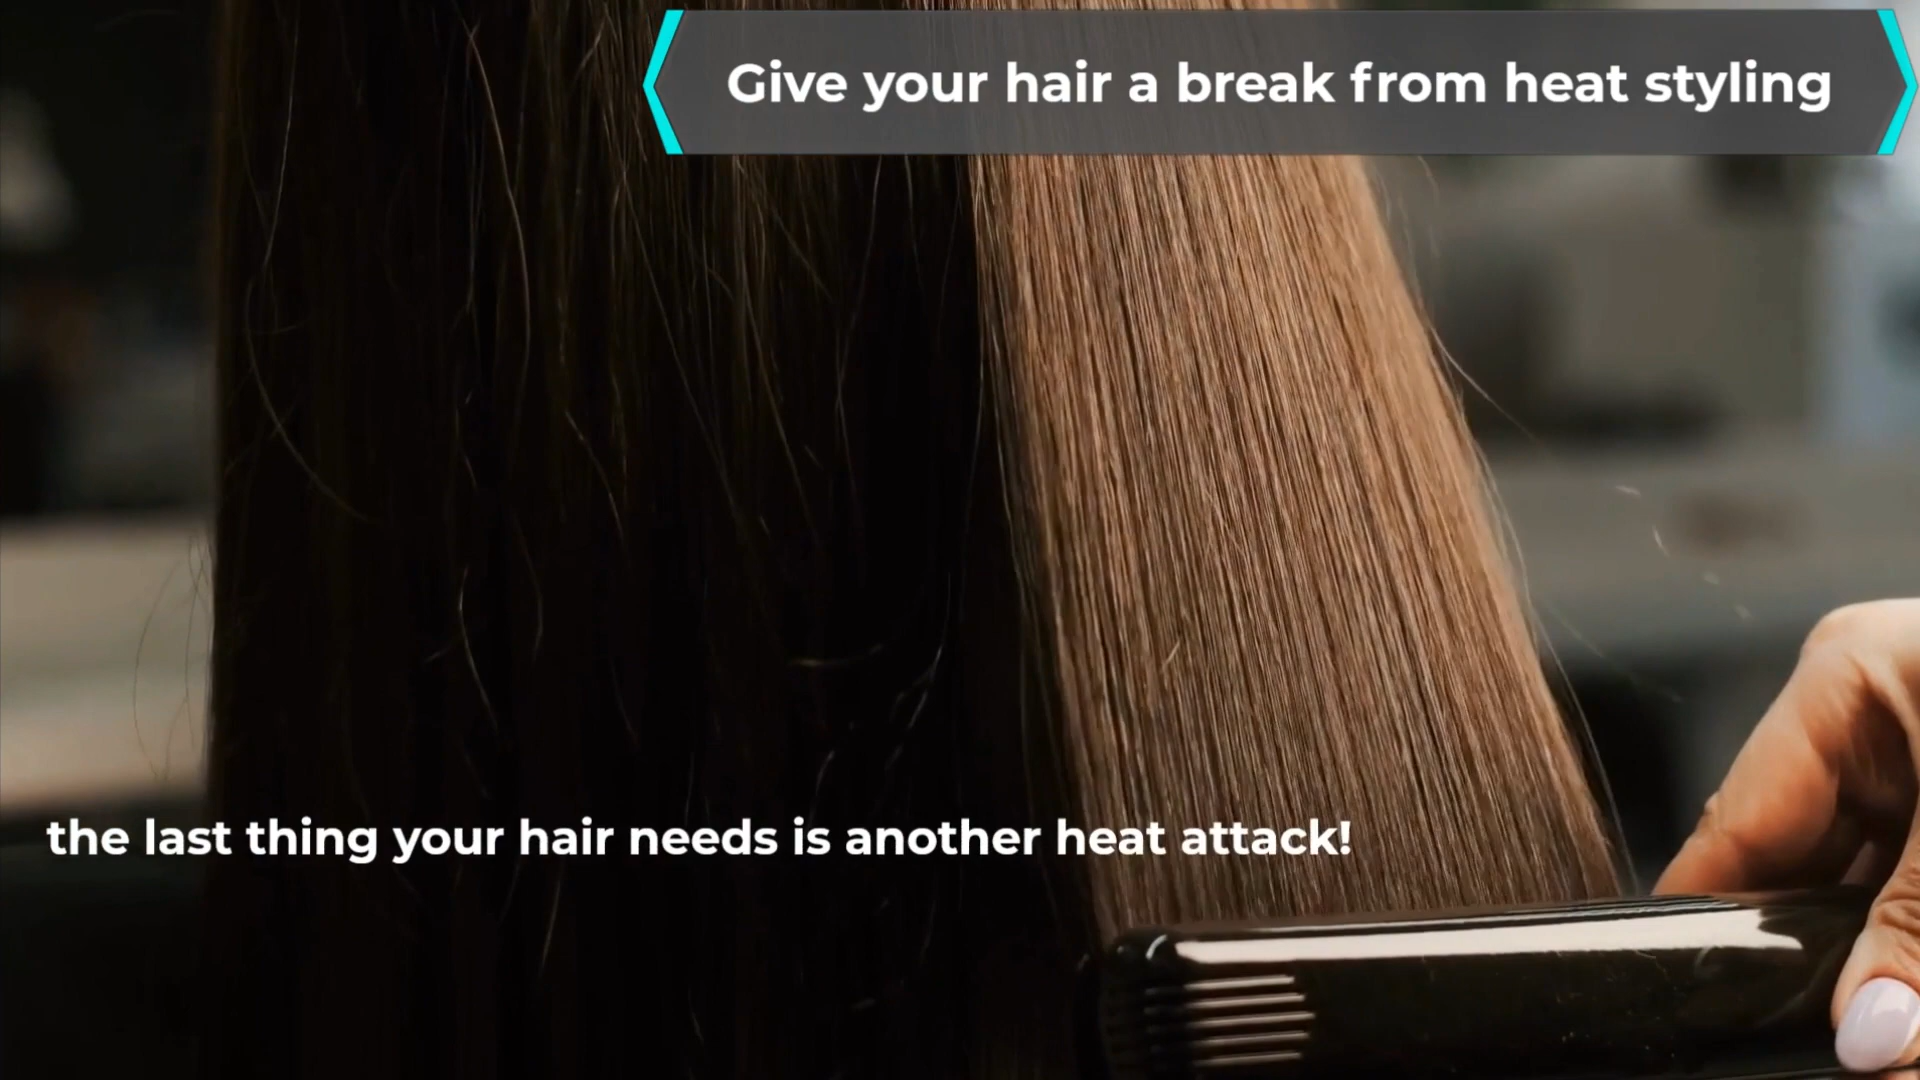 Give your hair a break from heat styling
the last thing your hair needs is another heat attack!